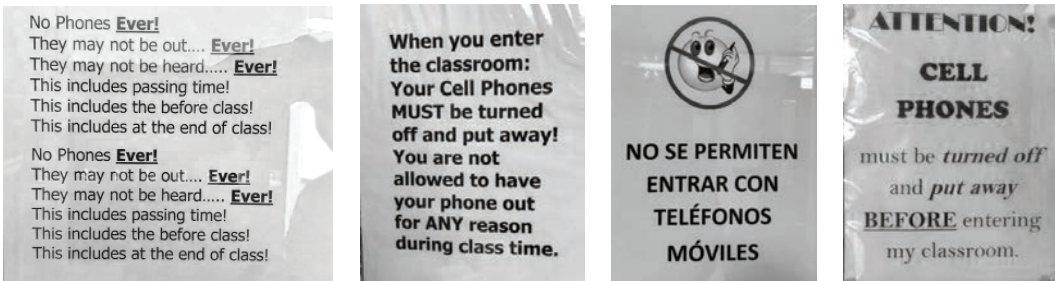 No Phones Ever!
They may not be out.... Ever!
They may not be heard..... Ever!
This includes passing time!
This includes the before class!
This includes at the end of class!
No Phones Ever!
They may not be out.... Ever!
They may not be heard..... Ever!
This includes passing time!
This includes the before class!
This includes at the end of class!
When you enter
the classroom:
Your Cell Phones
MUST be turned
off and put away!
You are not
allowed to have
your phone out
for ANY reason
during class time.
NO SE PERMITEN
ENTRAR CON
TELÉFONOS
MÓVILES
ATTENTION!
CELL
PHONES
must be turned off
and put away
BEFORE entering
my classroom.